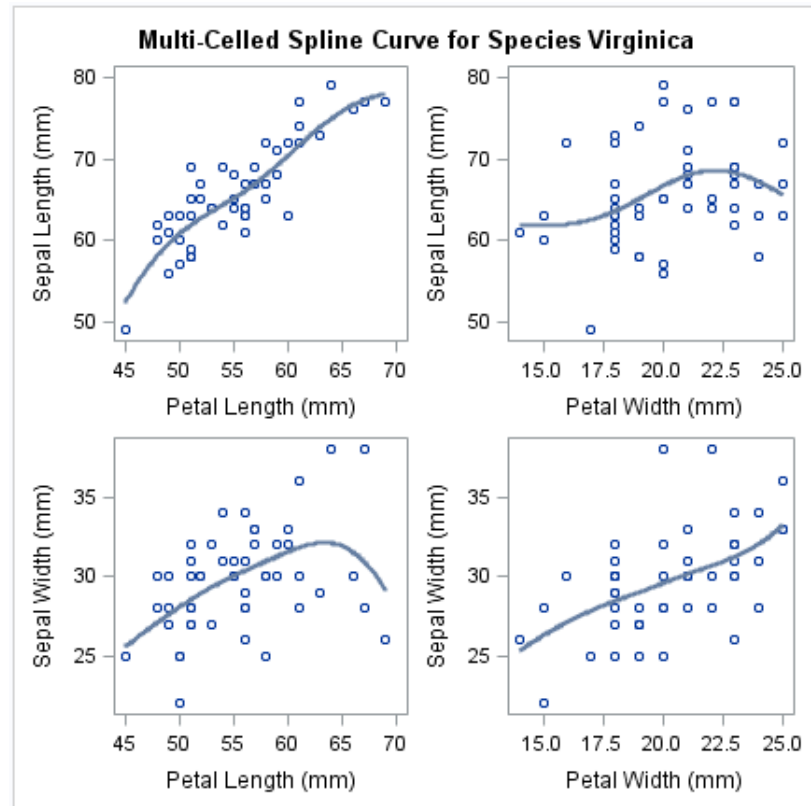 Multi-Celled Spline Curve for Species Virginica
80
70
60
50
Sepal Length (mm)
45 50 55 60 65 70
Petal Length (mm)
80
70
60
50
Sepal Length (mm)
15.0 17.5 20.0 22.5 25.0
Petal Width (mm)
35
30
25
Sepal Width (mm)
45 50 55 60 65 70
Petal Length (mm)
35
30
25
Sepal Width (mm)
15.0 17.5 20.0 22.5 25.0
Petal Width (mm)